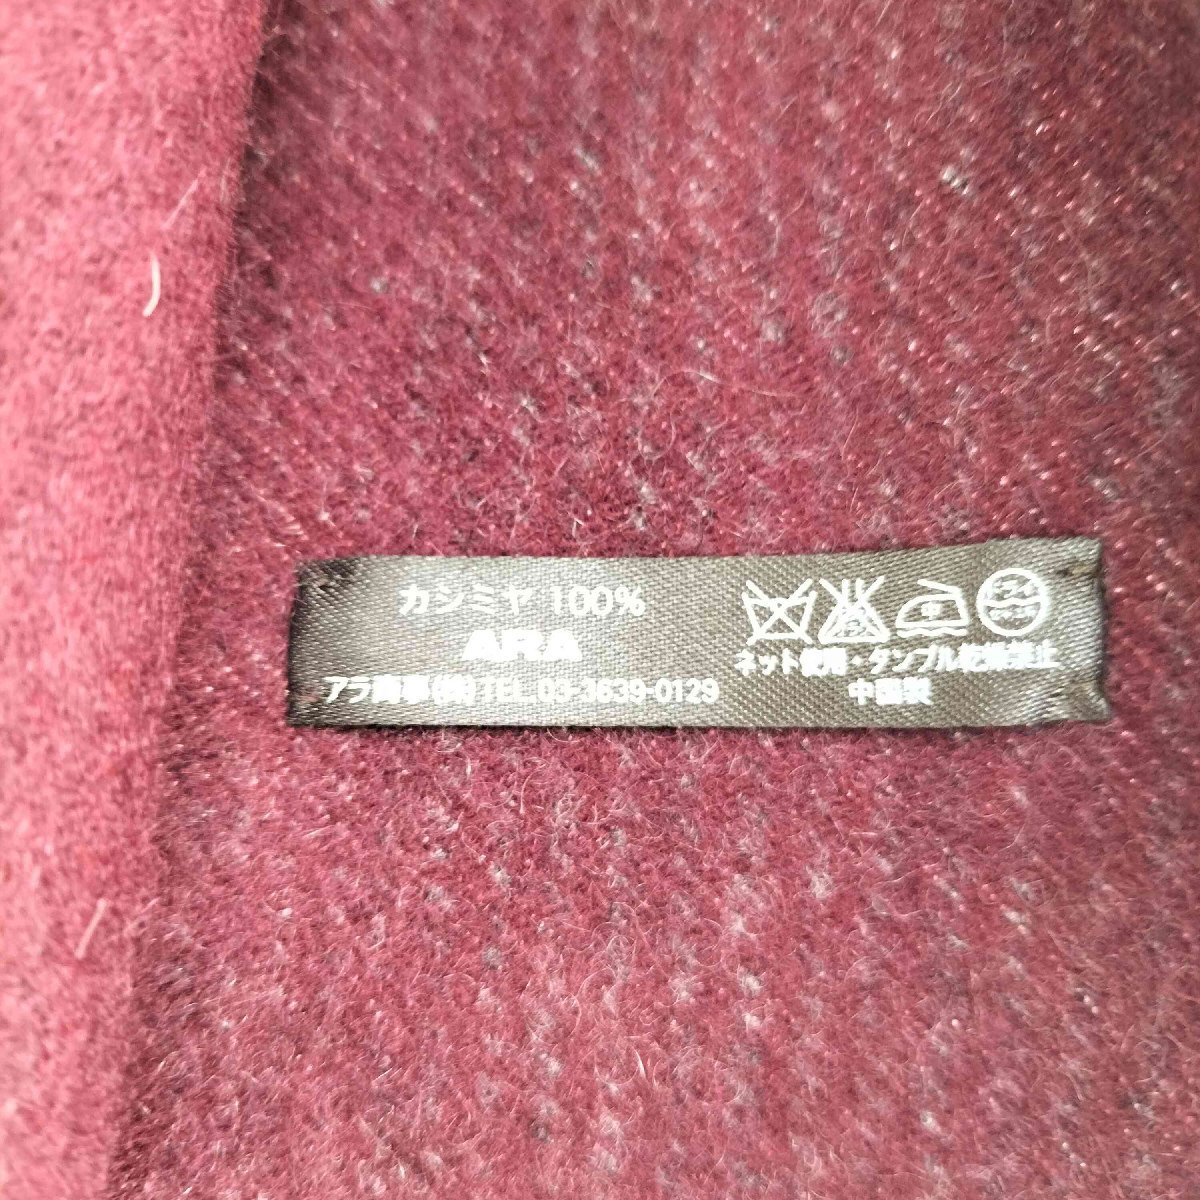 カシミヤ 100%
ARA
アラ商事(株) TEL 03-3639-0129
ネット使用・タンブル乾燥禁止
中国製